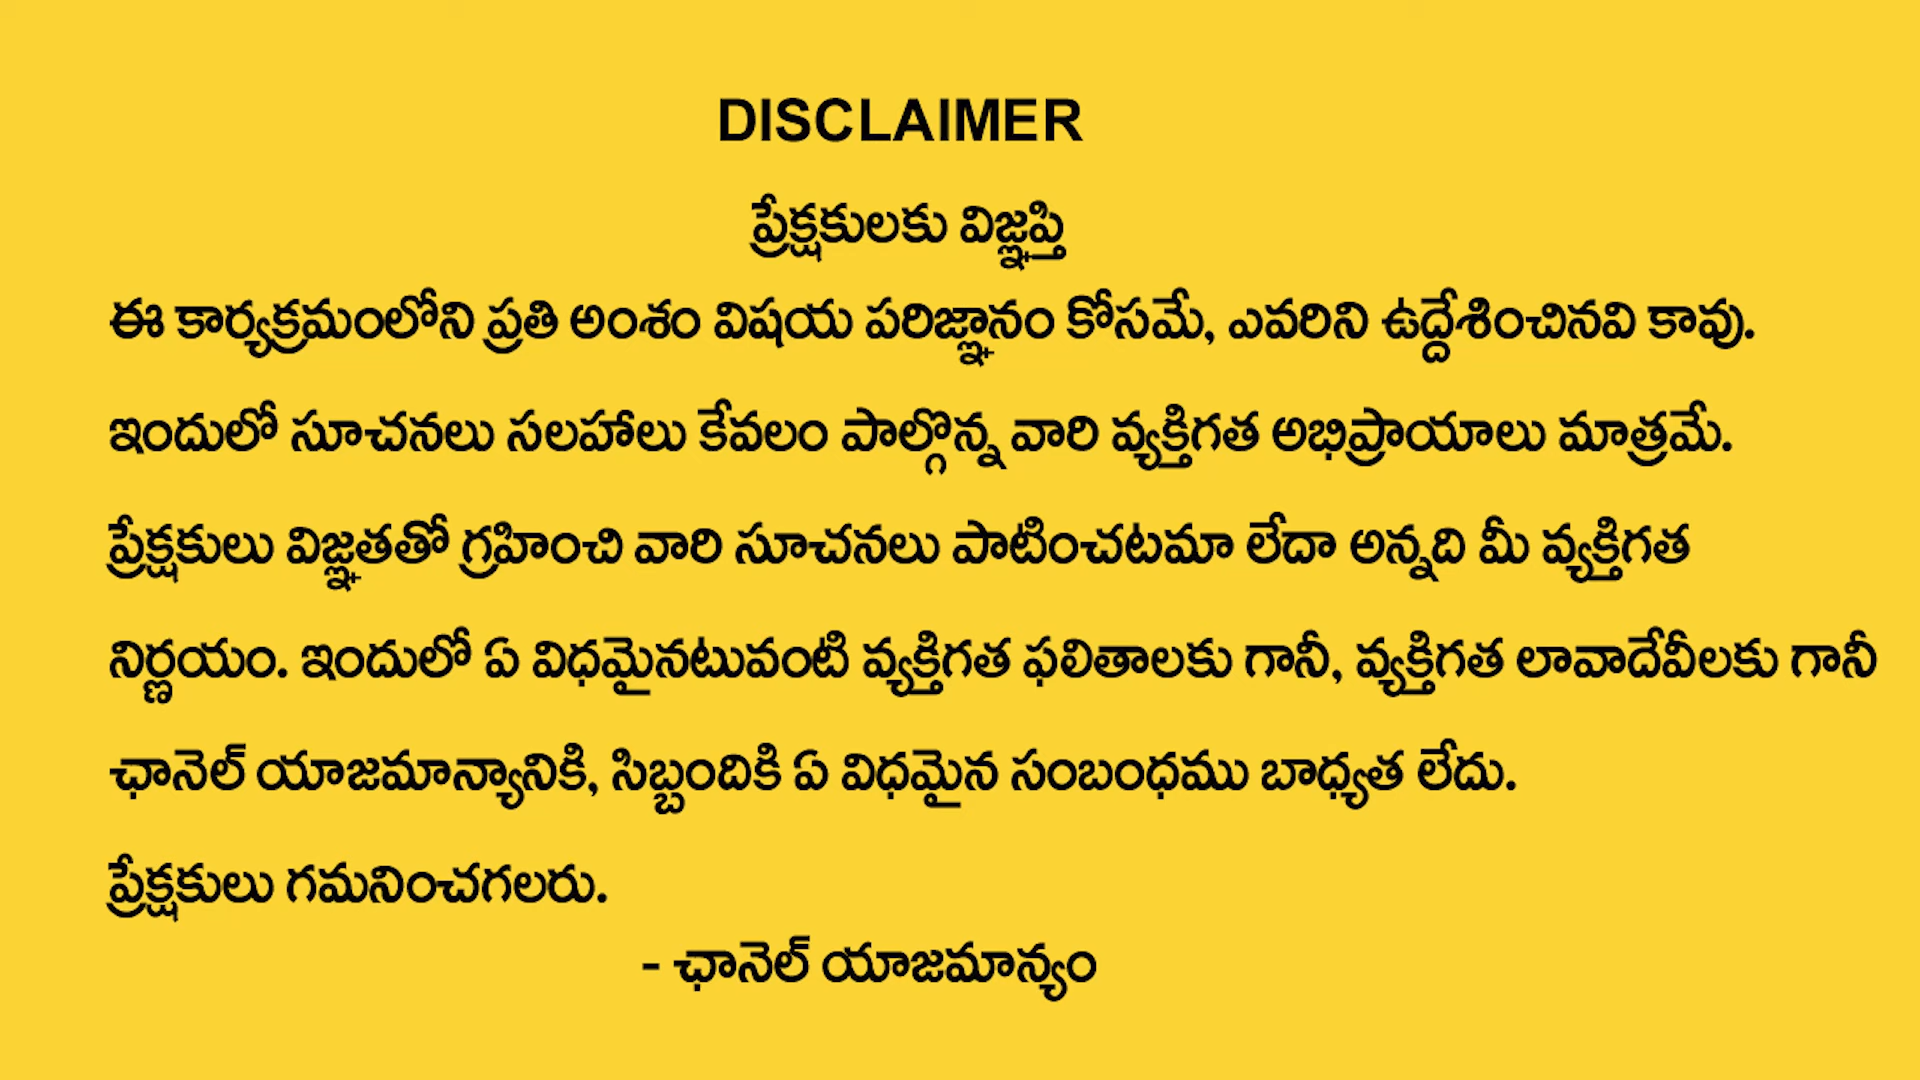 DISCLAIMER
ప్రేక్షకులకు విజ్ఞప్తి
ఈ కార్యక్రమంలోని ప్రతి అంశం విషయ పరిజ్ఞానం కోసమే, ఎవరిని ఉద్దేశించినవి కావు.
ఇందులో సూచనలు సలహాలు కేవలం పాల్గొన్న వారి వ్యక్తిగత అభిప్రాయాలు మాత్రమే.
ప్రేక్షకులు విజ్ఞతతో గ్రహించి వారి సూచనలు పాటించటమా లేదా అన్నది మీ వ్యక్తిగత
నిర్ణయం. ఇందులో ఏ విధమైనటువంటి వ్యక్తిగత ఫలితాలకు గానీ, వ్యక్తిగత లావాదేవీలకు గానీ
ఛానెల్ యాజమాన్యానికి, సిబ్బందికి ఏ విధమైన సంబంధము బాధ్యత లేదు.
ప్రేక్షకులు గమనించగలరు.
- ఛానెల్ యాజమాన్యం